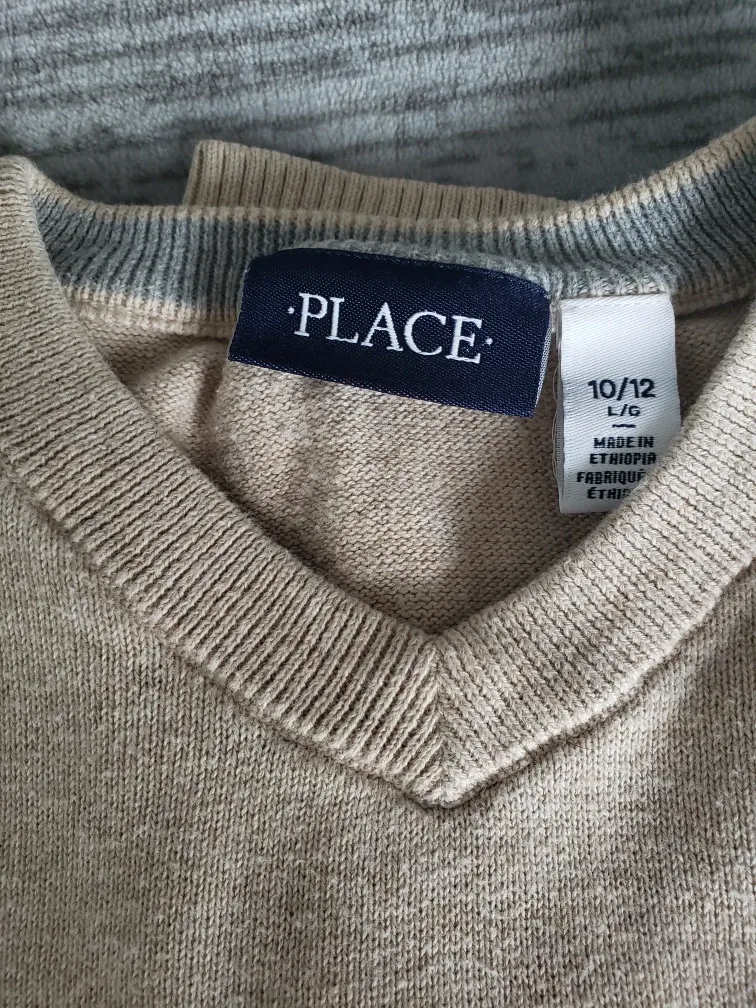 ·PLACE·
10/12
L/G
MADE IN
ETHIOPIA